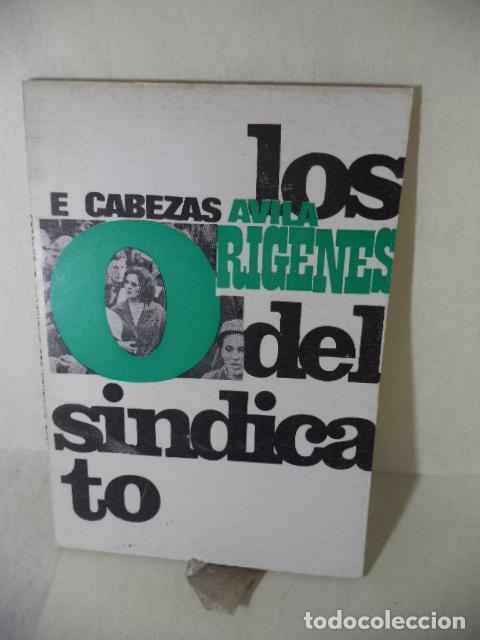 los
E CABEZAS AVILA
ORIGENES
del
sindica
to
todocoleccion